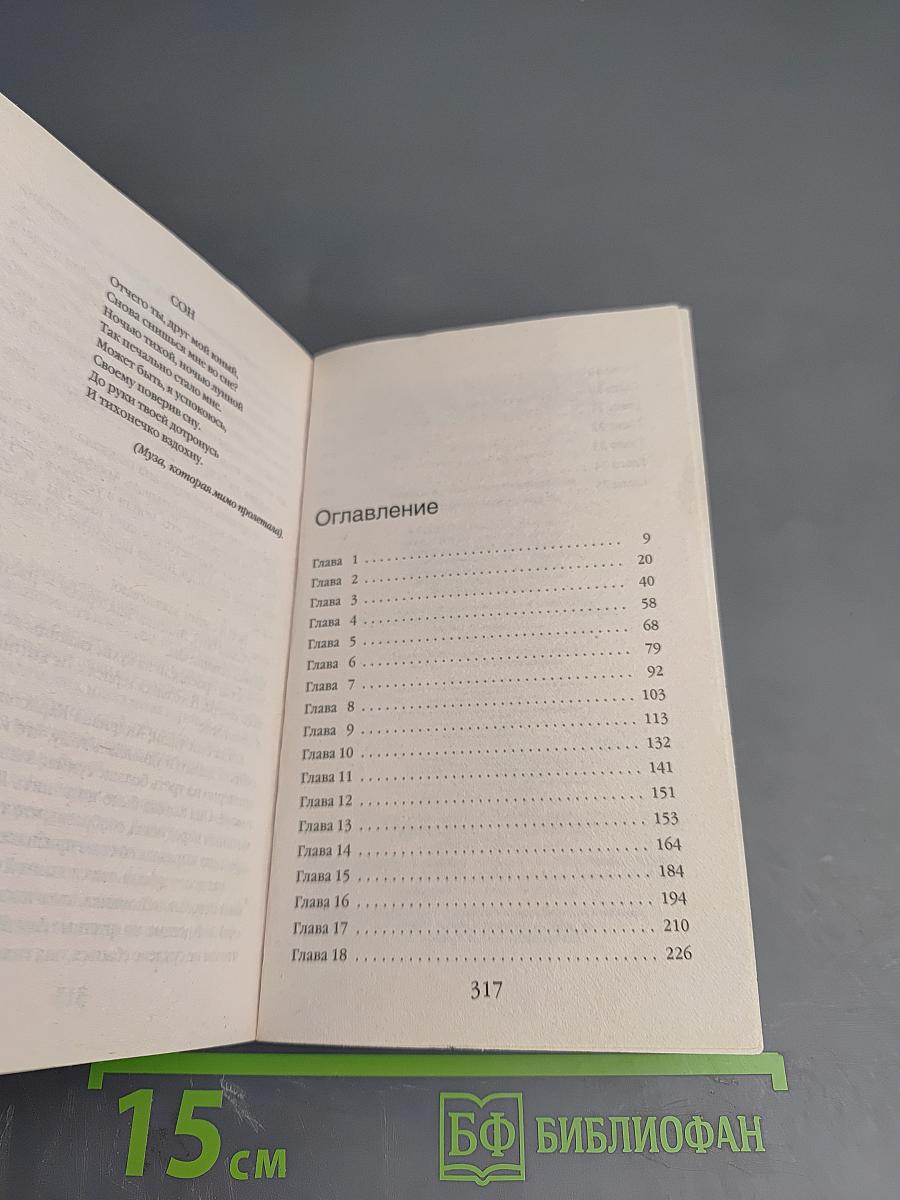 СОН
Отчего ты, друг мой юный,
Снова снишься мне во сне?
Ночью тихой, ночью лунной
Так печально стало мне.
Может быть, я успокоюсь,
Своему поверив сну.
До руки твоей дотронусь
И тихонечко вздохну.
(Муза, которая мимо пролетала).
Оглавление
Глава 1 . . . . . . . . . . . . . . . . . . . . . . . . . . . . . . . 9
Глава 2 . . . . . . . . . . . . . . . . . . . . . . . . . . . . . . . 20
Глава 3 . . . . . . . . . . . . . . . . . . . . . . . . . . . . . . . 40
Глава 4 . . . . . . . . . . . . . . . . . . . . . . . . . . . . . . . 58
Глава 5 . . . . . . . . . . . . . . . . . . . . . . . . . . . . . . . 68
Глава 6 . . . . . . . . . . . . . . . . . . . . . . . . . . . . . . . 79
Глава 7 . . . . . . . . . . . . . . . . . . . . . . . . . . . . . . . 92
Глава 8 . . . . . . . . . . . . . . . . . . . . . . . . . . . . . . . 103
Глава 9 . . . . . . . . . . . . . . . . . . . . . . . . . . . . . . . 113
Глава 10 . . . . . . . . . . . . . . . . . . . . . . . . . . . . . . . 132
Глава 11 . . . . . . . . . . . . . . . . . . . . . . . . . . . . . . . 141
Глава 12 . . . . . . . . . . . . . . . . . . . . . . . . . . . . . . . 151
Глава 13 . . . . . . . . . . . . . . . . . . . . . . . . . . . . . . . 153
Глава 14 . . . . . . . . . . . . . . . . . . . . . . . . . . . . . . . 164
Глава 15 . . . . . . . . . . . . . . . . . . . . . . . . . . . . . . . 184
Глава 16 . . . . . . . . . . . . . . . . . . . . . . . . . . . . . . . 194
Глава 17 . . . . . . . . . . . . . . . . . . . . . . . . . . . . . . . 210
Глава 18 . . . . . . . . . . . . . . . . . . . . . . . . . . . . . . . 226
317
15 см
БФ БИБЛИОФАН